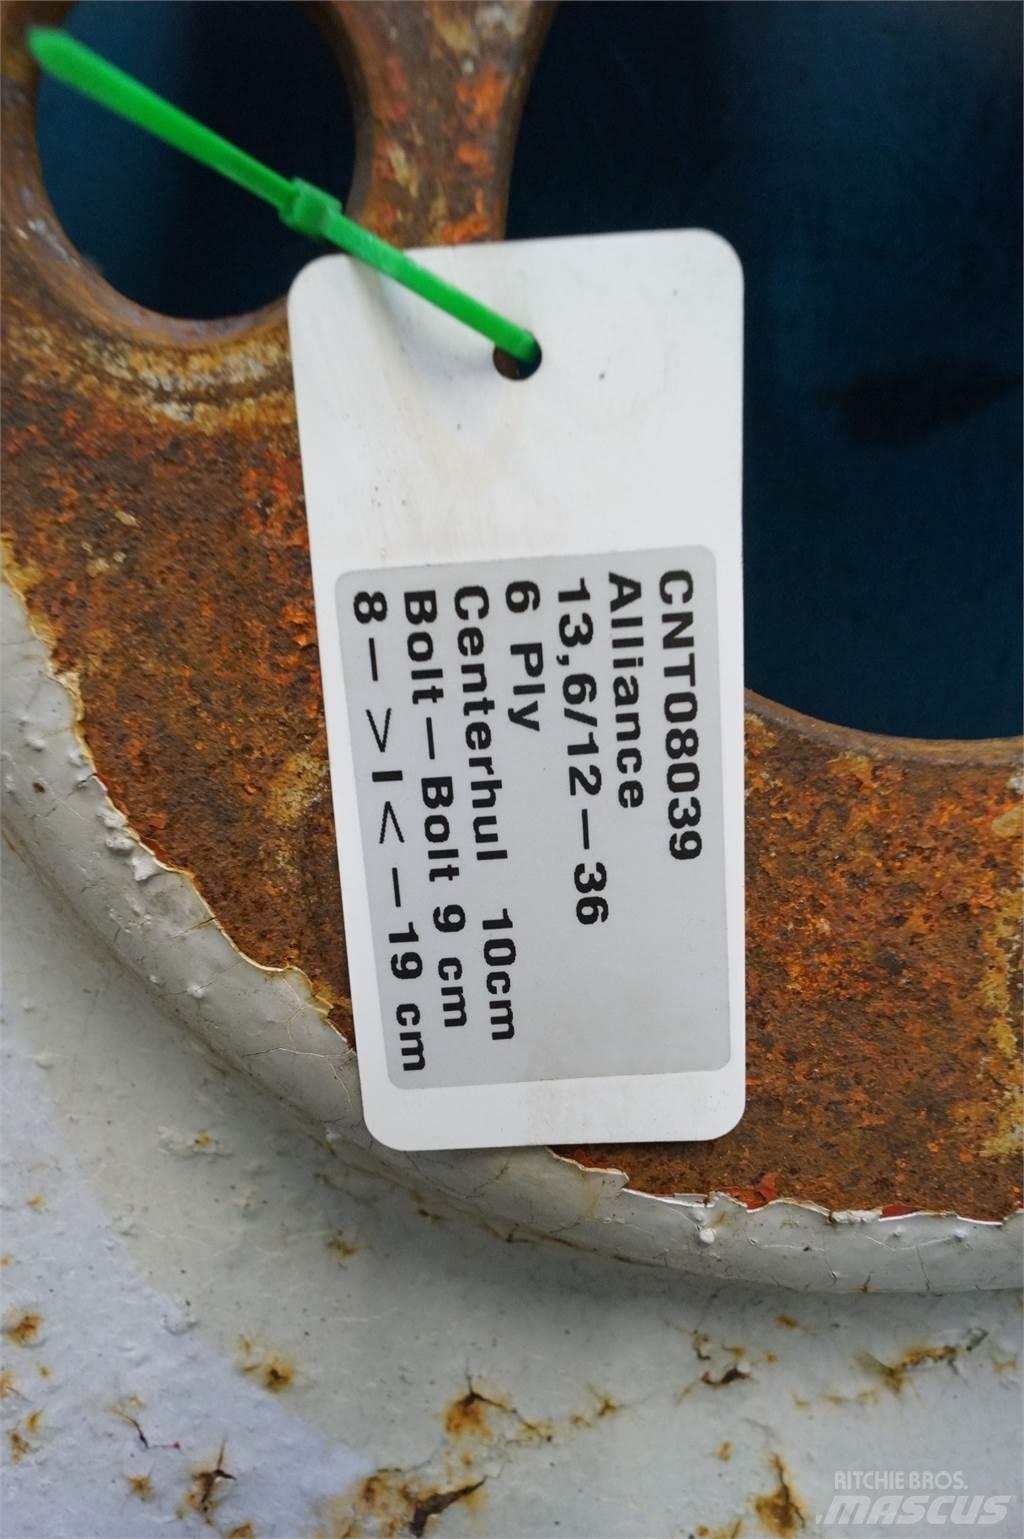 CNT08039
Alliance
13,6/12-36
6 Ply
Centerhul 10cm
Bolt-Bolt 9 cm
8->I<-19 cm
RITCHIE BROS.
MASCUS